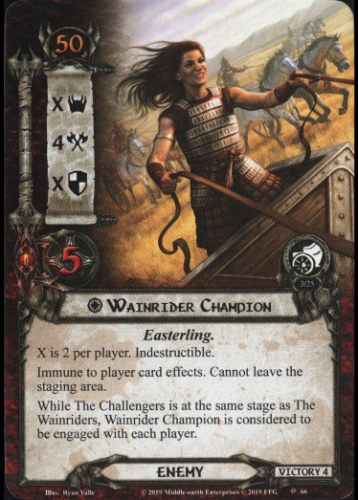 50
X
4
X
5
3/25
Wainrider Champion
Easterling.
X is 2 per player. Indestructible.
Immune to player card effects. Cannot leave the
staging area.
While The Challengers is at the same stage as The
Wainriders, Wainrider Champion is considered to
be engaged with each player.
ENEMY
VICTORY 4
Illus. Ryan Valle
© 2019 Middle-earth Enterprises © 2019 FFG
66